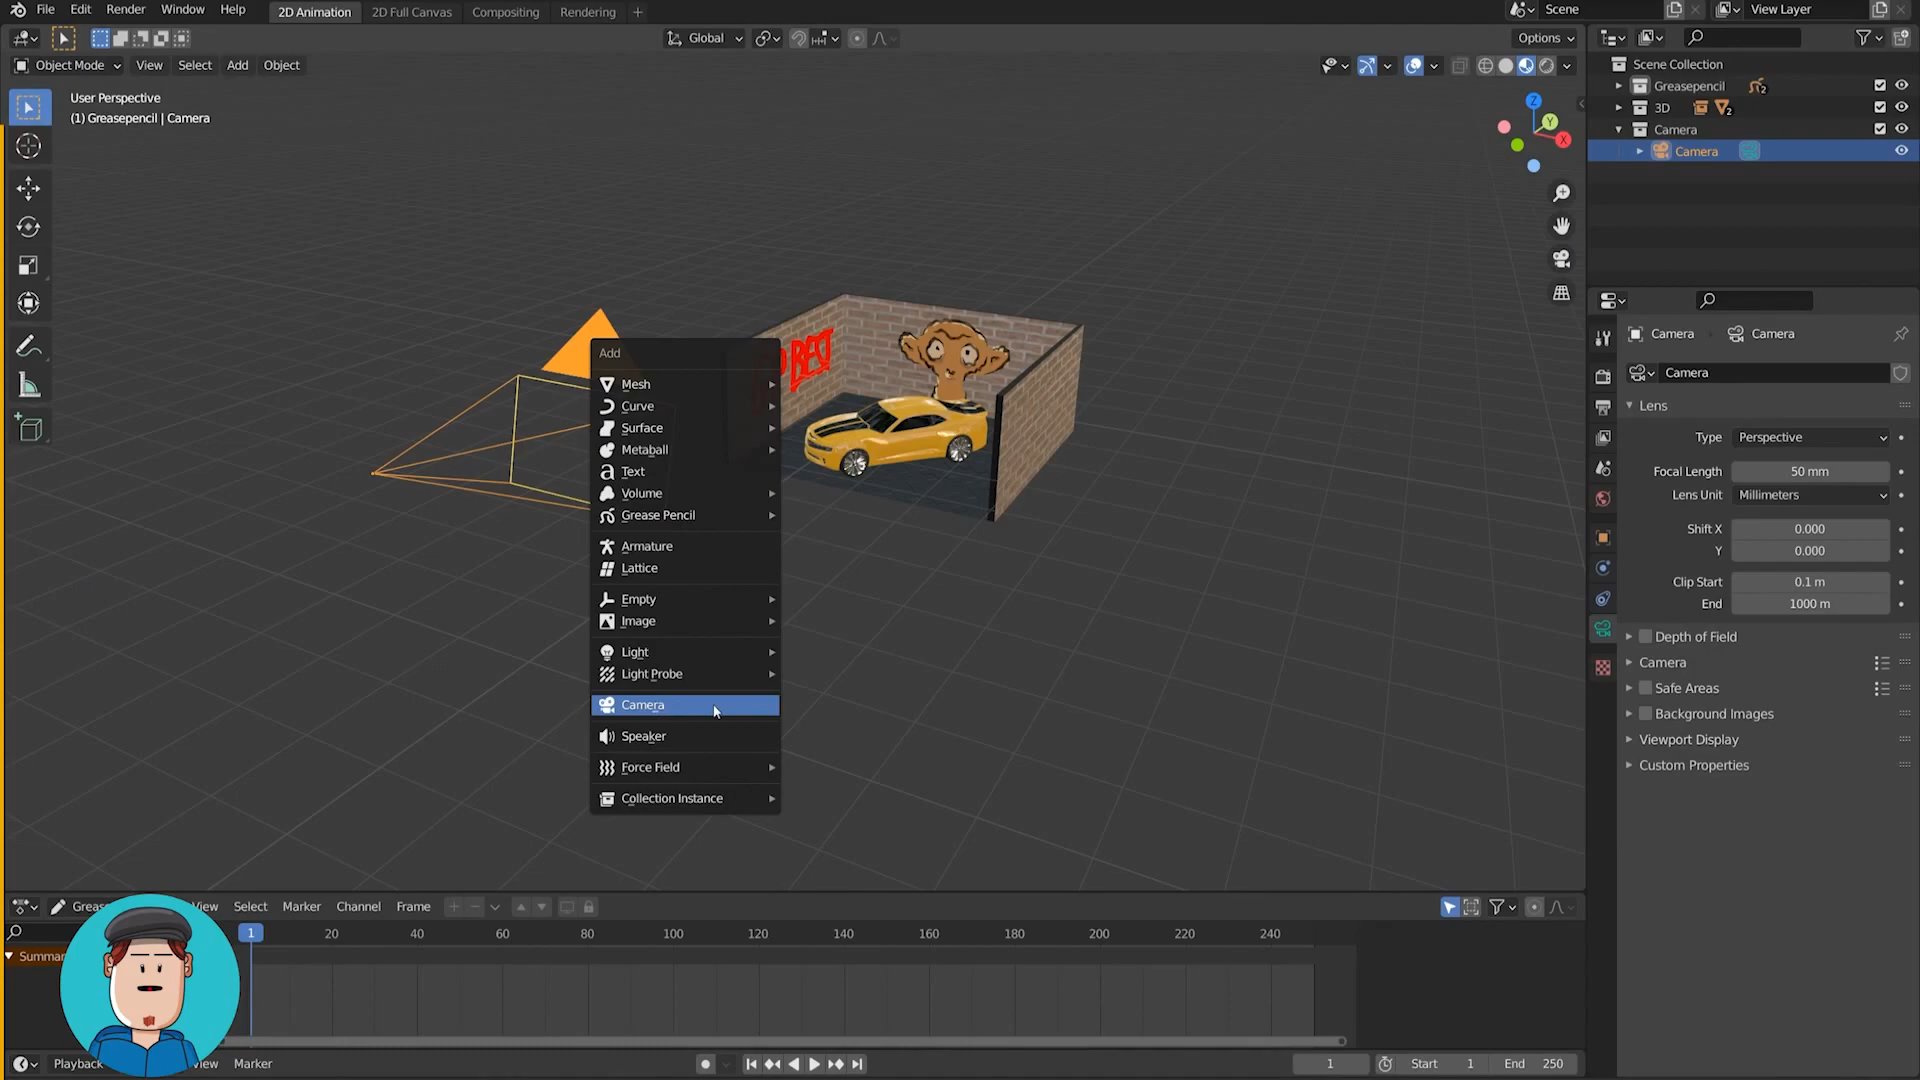 File Edit Render Window Help 2D Animation 2D Full Canvas Compositing Rendering + Scene View Layer
Global Options
Object Mode View Select Add Object
User Perspective
(1) Greasepencil | Camera
Z
Y
X
Scene Collection
Greasepencil 2
3D 2
Camera
Camera
BEST
Add
Mesh
Curve
Surface
Metaball
Text
Volume
Grease Pencil
Armature
Lattice
Empty
Image
Light
Light Probe
Camera
Speaker
Force Field
Collection Instance
Camera Camera
Camera
Lens
Type Perspective
Focal Length 50 mm
Lens Unit Millimeters
Shift X 0.000
Y 0.000
Clip Start 0.1 m
End 1000 m
Depth of Field
Camera
Safe Areas
Background Images
Viewport Display
Custom Properties
Greas View Select Marker Channel Frame
1 20 40 60 80 100 120 140 160 180 200 220 240
Summar
Playback View Marker 1 Start 1 End 250